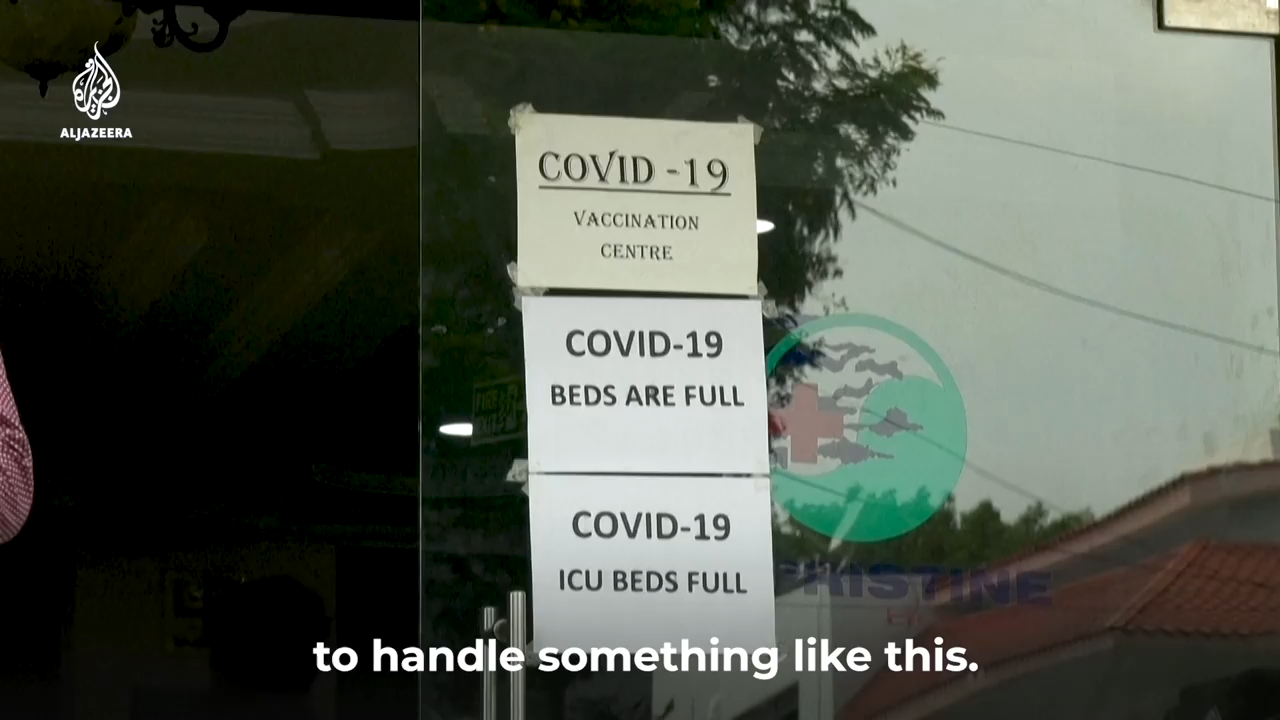 ALJAZEERA
COVID -19
VACCINATION
CENTRE
COVID-19
BEDS ARE FULL
COVID-19
ICU BEDS FULL
to handle something like this.